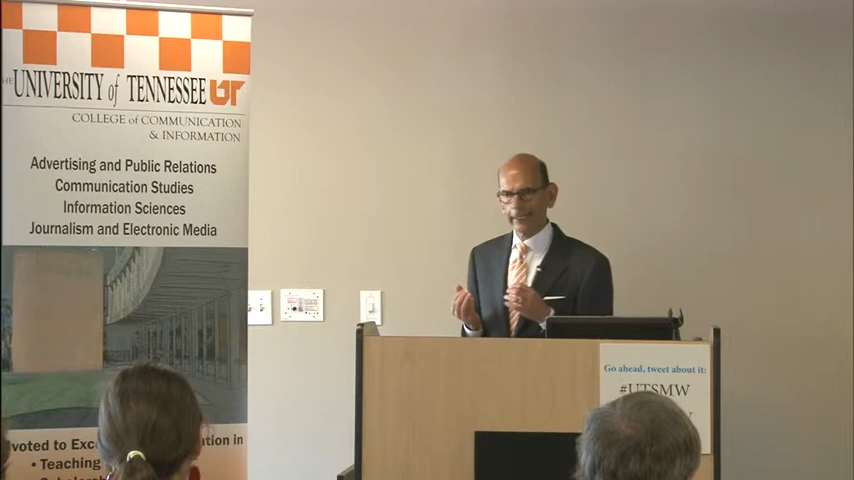 THE
UNIVERSITY of TENNESSEE UT
COLLEGE of COMMUNICATION
& INFORMATION
Advertising and Public Relations
Communication Studies
Information Sciences
Journalism and Electronic Media
in
• Teaching
Go ahead, tweet about it:
#UTSMW